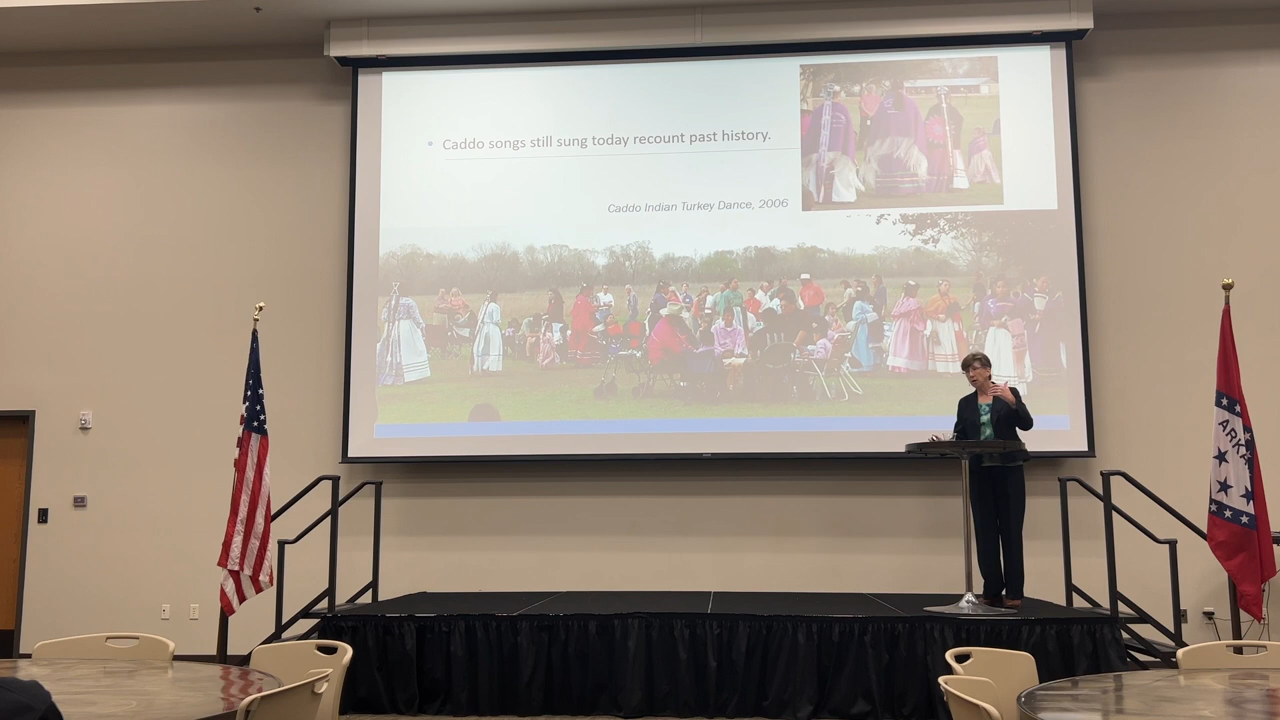 • Caddo songs still sung today recount past history.
Caddo Indian Turkey Dance, 2006
ARKA